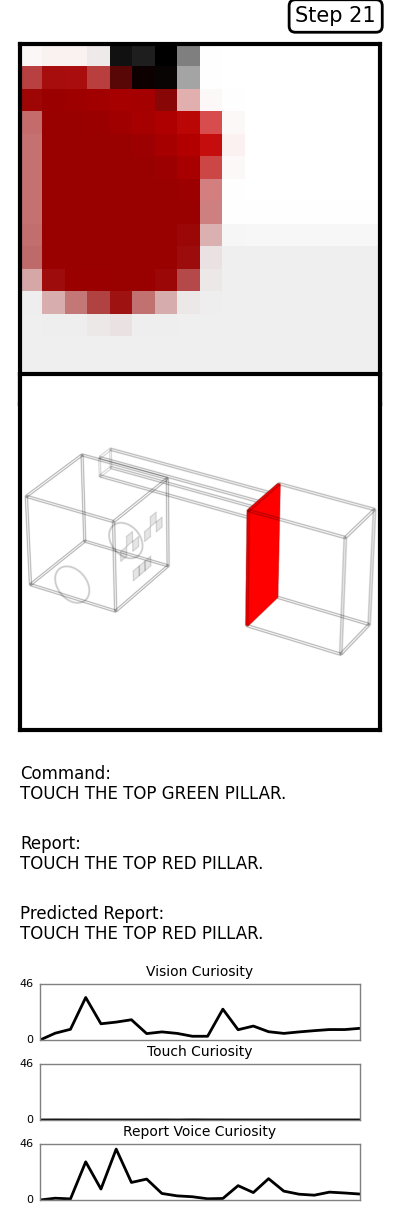 Step 21
Command:
TOUCH THE TOP GREEN PILLAR.
Report:
TOUCH THE TOP RED PILLAR.
Predicted Report:
TOUCH THE TOP RED PILLAR.
Vision Curiosity
46
0
Touch Curiosity
46
0
Report Voice Curiosity
46
0